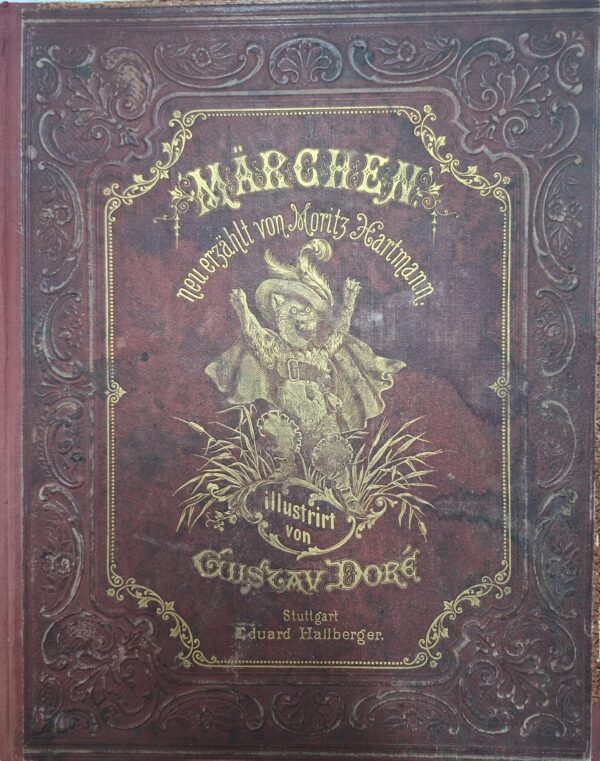 MÄRCHEN.
neu erzählt von Moritz Hartmann.
illustrirt
von
GUSTAV DORÉ
Stuttgart
Eduard Hallberger.